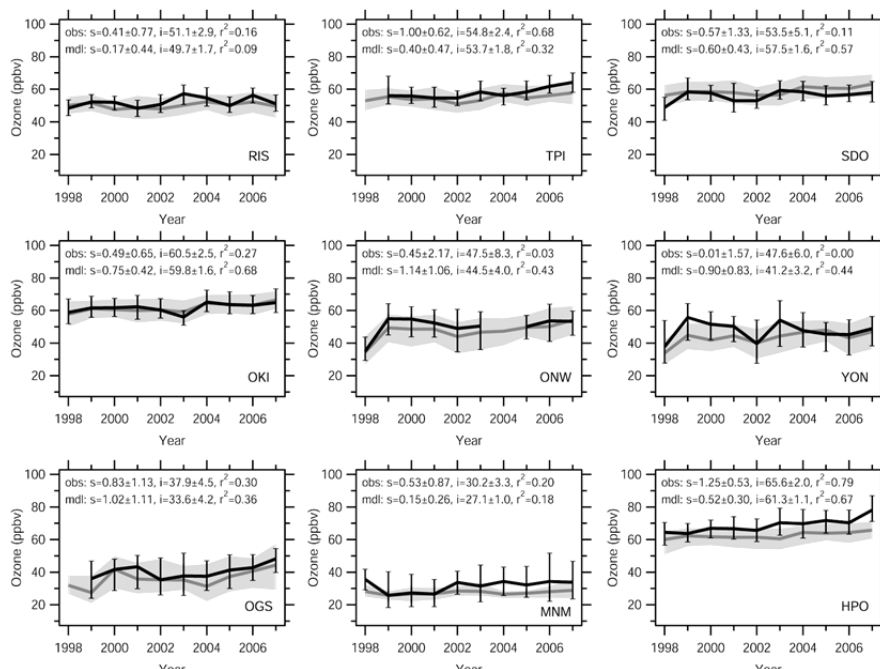 obs: s=0.41±0.77, i=51.1±2.9, r²=0.16
mdl: s=0.17±0.44, i=49.7±1.7, r²=0.09
100
80
60
40
20
Ozone (ppbv)
RIS
1998 2000 2002 2004 2006
Year
obs: s=1.00±0.62, i=54.8±2.4, r²=0.68
mdl: s=0.40±0.47, i=53.7±1.8, r²=0.32
100
80
60
40
20
Ozone (ppbv)
TPI
1998 2000 2002 2004 2006
Year
obs: s=0.57±1.33, i=53.5±5.1, r²=0.11
mdl: s=0.60±0.43, i=57.5±1.6, r²=0.57
100
80
60
40
20
Ozone (ppbv)
SDO
1998 2000 2002 2004 2006
Year
obs: s=0.49±0.65, i=60.5±2.5, r²=0.27
mdl: s=0.75±0.42, i=59.8±1.6, r²=0.68
100
80
60
40
20
Ozone (ppbv)
OKI
1998 2000 2002 2004 2006
Year
obs: s=0.45±2.17, i=47.5±8.3, r²=0.03
mdl: s=1.14±1.06, i=44.5±4.0, r²=0.43
100
80
60
40
20
Ozone (ppbv)
ONW
1998 2000 2002 2004 2006
Year
obs: s=0.01±1.57, i=47.6±6.0, r²=0.00
mdl: s=0.90±0.83, i=41.2±3.2, r²=0.44
100
80
60
40
20
Ozone (ppbv)
YON
1998 2000 2002 2004 2006
Year
obs: s=0.83±1.13, i=37.9±4.5, r²=0.30
mdl: s=1.02±1.11, i=33.6±4.2, r²=0.36
100
80
60
40
20
Ozone (ppbv)
OGS
1998 2000 2002 2004 2006
Year
obs: s=0.53±0.87, i=30.2±3.3, r²=0.20
mdl: s=0.15±0.26, i=27.1±1.0, r²=0.18
100
80
60
40
20
Ozone (ppbv)
MNM
1998 2000 2002 2004 2006
Year
obs: s=1.25±0.53, i=65.6±2.0, r²=0.79
mdl: s=0.52±0.30, i=61.3±1.1, r²=0.67
100
80
60
40
20
Ozone (ppbv)
HPO
1998 2000 2002 2004 2006
Year